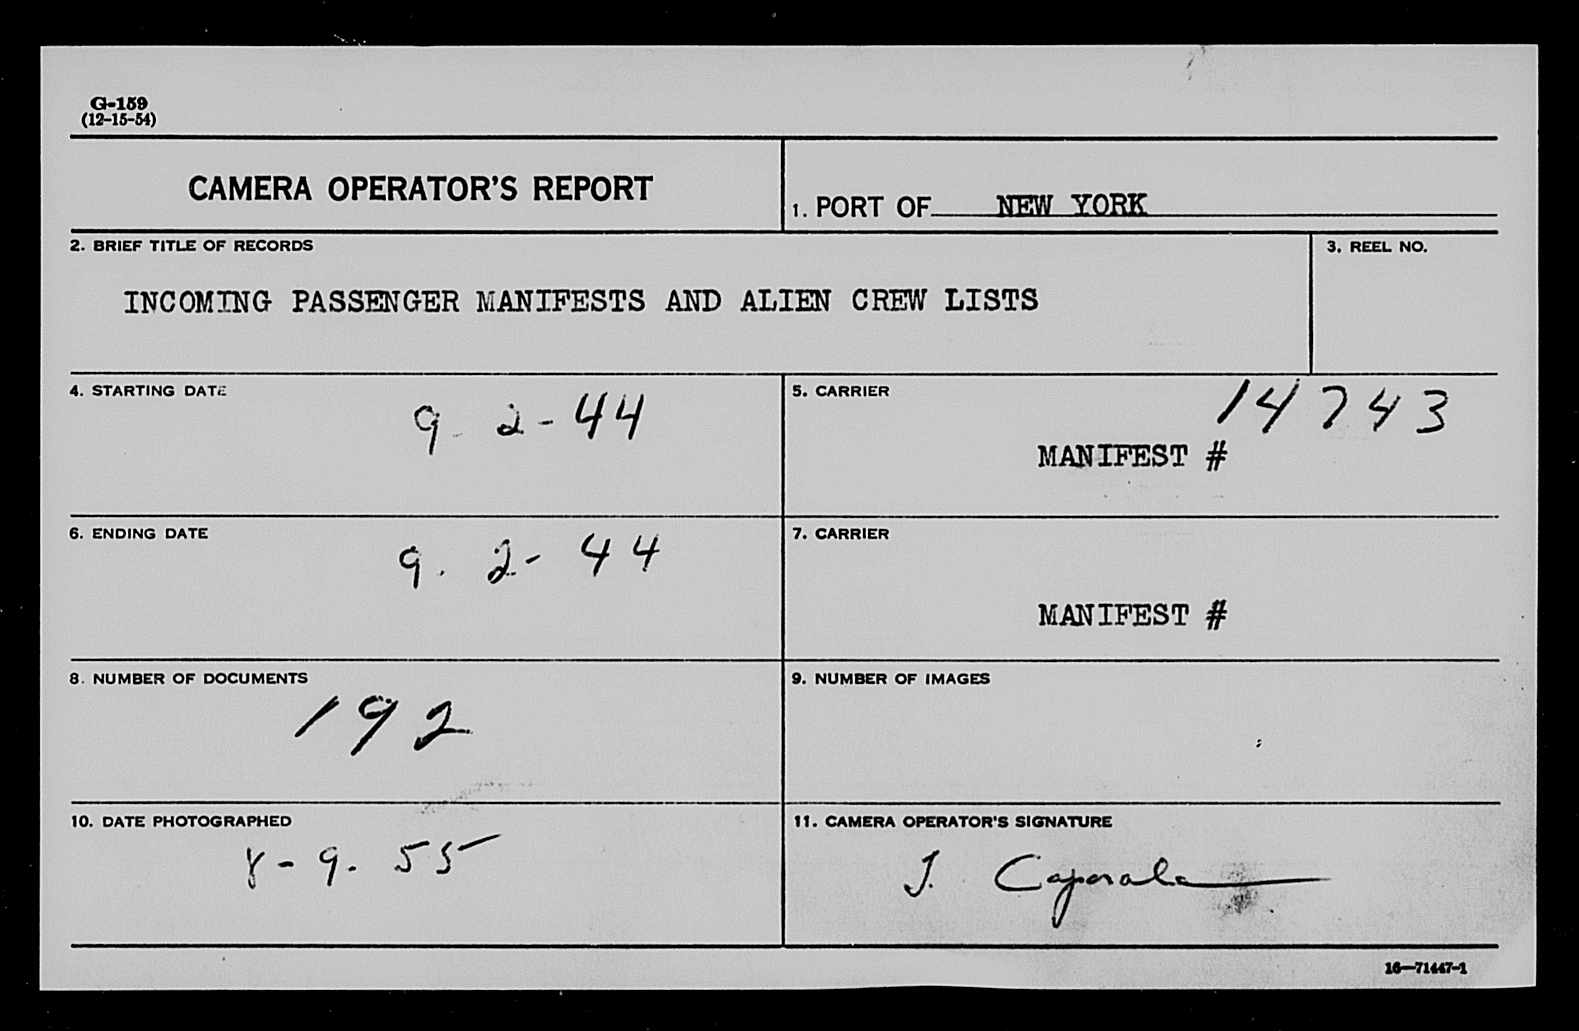 G-159
(12-15-54)
CAMERA OPERATOR'S REPORT
1. PORT OF NEW YORK
2. BRIEF TITLE OF RECORDS
INCOMING PASSENGER MANIFESTS AND ALIEN CREW LISTS
3. REEL NO.
4. STARTING DATE
9-2-44
5. CARRIER
14743
MANIFEST #
6. ENDING DATE
9.2-44
7. CARRIER
MANIFEST #
8. NUMBER OF DOCUMENTS
192
9. NUMBER OF IMAGES
10. DATE PHOTOGRAPHED
8-9.55
11. CAMERA OPERATOR'S SIGNATURE
J. Caporale
16—71447-1